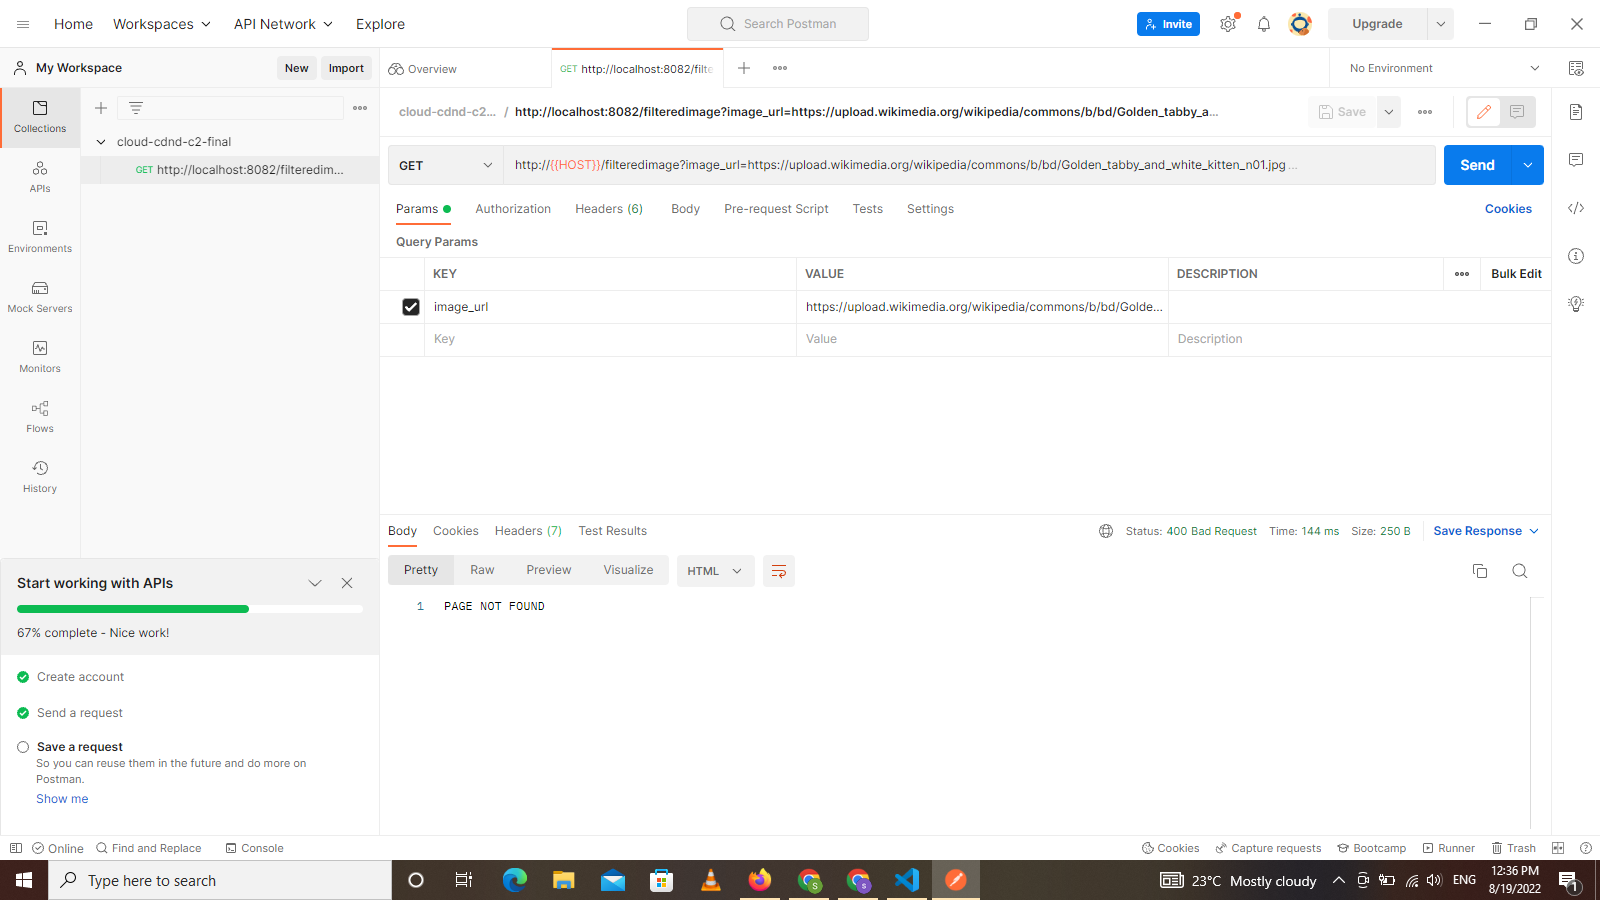 Home Workspaces API Network Explore Search Postman Invite Upgrade
My Workspace New Import Overview GET http://localhost:8082/filte No Environment
Collections
APIs
Environments
Mock Servers
Monitors
Flows
History
cloud-cdnd-c2-final
GET http://localhost:8082/filteredim...
cloud-cdnd-c2... / http://localhost:8082/filteredimage?image_url=https://upload.wikimedia.org/wikipedia/commons/b/bd/Golden_tabby_a... Save
GET http://{{HOST}}/filteredimage?image_url=https://upload.wikimedia.org/wikipedia/commons/b/bd/Golden_tabby_and_white_kitten_n01.jpg ... Send
Params Authorization Headers (6) Body Pre-request Script Tests Settings Cookies
Query Params
KEY VALUE DESCRIPTION Bulk Edit
image_url https://upload.wikimedia.org/wikipedia/commons/b/bd/Golde...
Key Value Description
Body Cookies Headers (7) Test Results Status: 400 Bad Request Time: 144 ms Size: 250 B Save Response
Pretty Raw Preview Visualize HTML
1 PAGE NOT FOUND
Start working with APIs
67% complete - Nice work!
Create account
Send a request
Save a request
So you can reuse them in the future and do more on
Postman.
Show me
Online Find and Replace Console Cookies Capture requests Bootcamp Runner Trash
Type here to search S S 23°C Mostly cloudy ENG 12:36 PM
8/19/2022 1